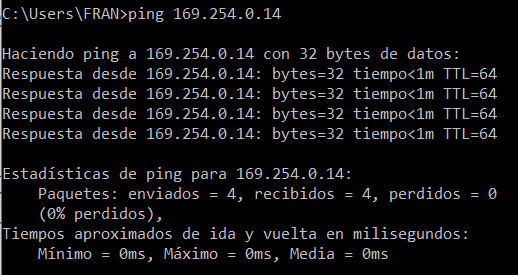 C:\Users\FRAN>ping 169.254.0.14
Haciendo ping a 169.254.0.14 con 32 bytes de datos:
Respuesta desde 169.254.0.14: bytes=32 tiempo<1m TTL=64
Respuesta desde 169.254.0.14: bytes=32 tiempo<1m TTL=64
Respuesta desde 169.254.0.14: bytes=32 tiempo<1m TTL=64
Respuesta desde 169.254.0.14: bytes=32 tiempo<1m TTL=64
Estadísticas de ping para 169.254.0.14:
    Paquetes: enviados = 4, recibidos = 4, perdidos = 0
    (0% perdidos),
Tiempos aproximados de ida y vuelta en milisegundos:
    Mínimo = 0ms, Máximo = 0ms, Media = 0ms